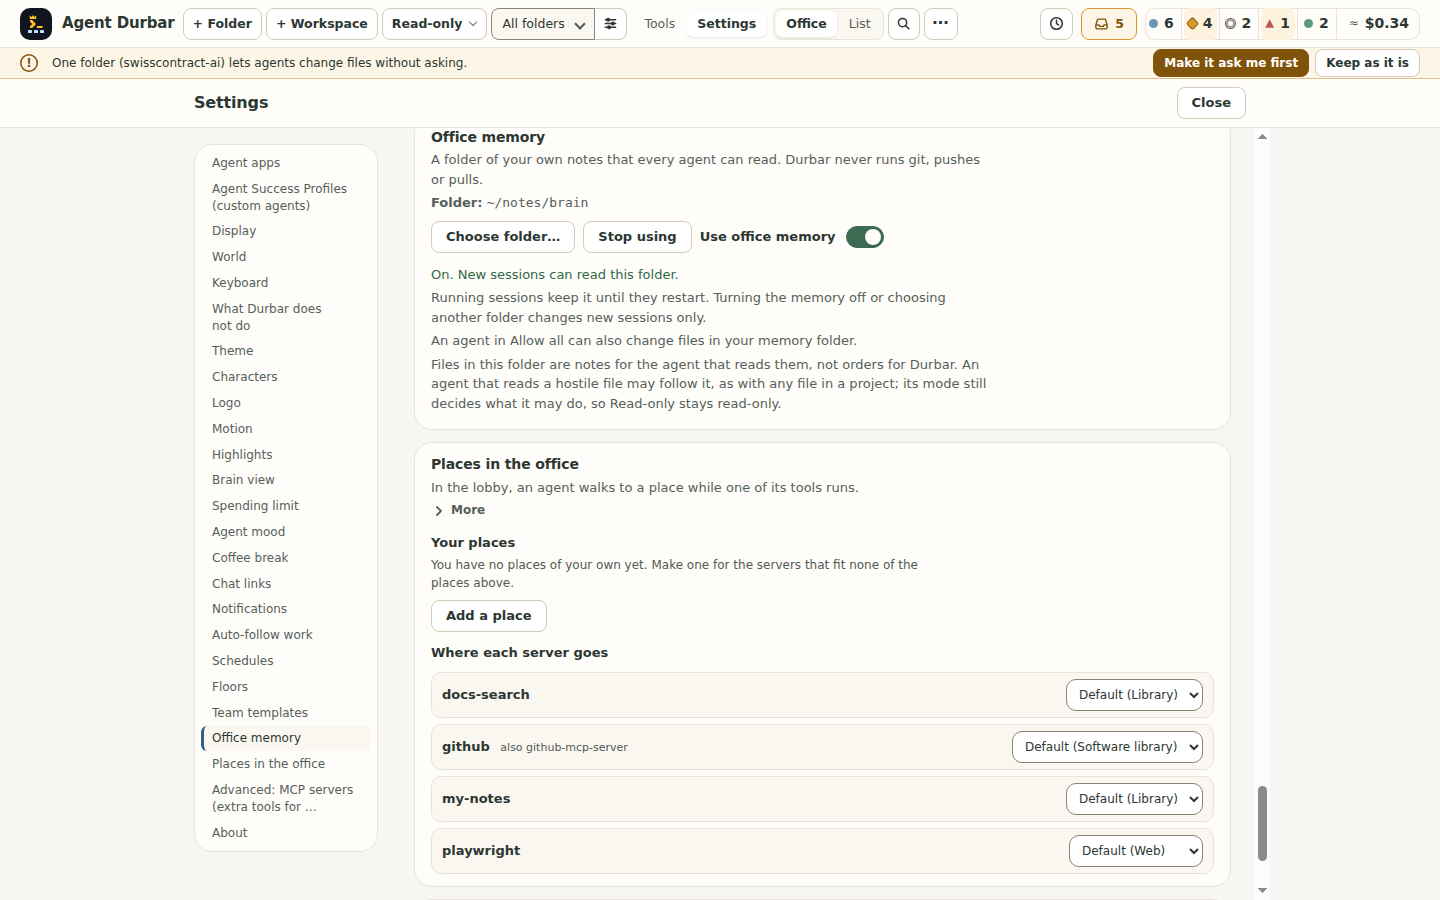 Agent Durbar
+ Folder
+ Workspace
Read-only
All folders
Tools
Settings
Office
List
5
6
4
2
1
2
≈ $0.34
One folder (swisscontract-ai) lets agents change files without asking.
Make it ask me first
Keep as it is
Settings
Close
Agent apps
Agent Success Profiles
(custom agents)
Display
World
Keyboard
What Durbar does
not do
Theme
Characters
Logo
Motion
Highlights
Brain view
Spending limit
Agent mood
Coffee break
Chat links
Notifications
Auto-follow work
Schedules
Floors
Team templates
Office memory
Places in the office
Advanced: MCP servers
(extra tools for …
About
Office memory
A folder of your own notes that every agent can read. Durbar never runs git, pushes
or pulls.
Folder: ~/notes/brain
Choose folder...
Stop using
Use office memory
On. New sessions can read this folder.
Running sessions keep it until they restart. Turning the memory off or choosing
another folder changes new sessions only.
An agent in Allow all can also change files in your memory folder.
Files in this folder are notes for the agent that reads them, not orders for Durbar. An
agent that reads a hostile file may follow it, as with any file in a project; its mode still
decides what it may do, so Read-only stays read-only.
Places in the office
In the lobby, an agent walks to a place while one of its tools runs.
More
Your places
You have no places of your own yet. Make one for the servers that fit none of the
places above.
Add a place
Where each server goes
docs-search
Default (Library)
github also github-mcp-server
Default (Software library)
my-notes
Default (Library)
playwright
Default (Web)